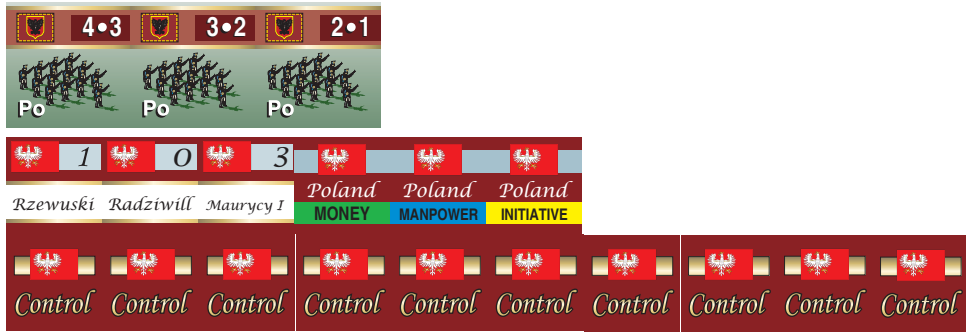 4•3 3•2 2•1
Po Po Po
1 0 3
Rzewuski Radziwill Maurycy I Poland Poland Poland
MONEY MANPOWER INITIATIVE
Control Control Control Control Control Control Control Control Control Control